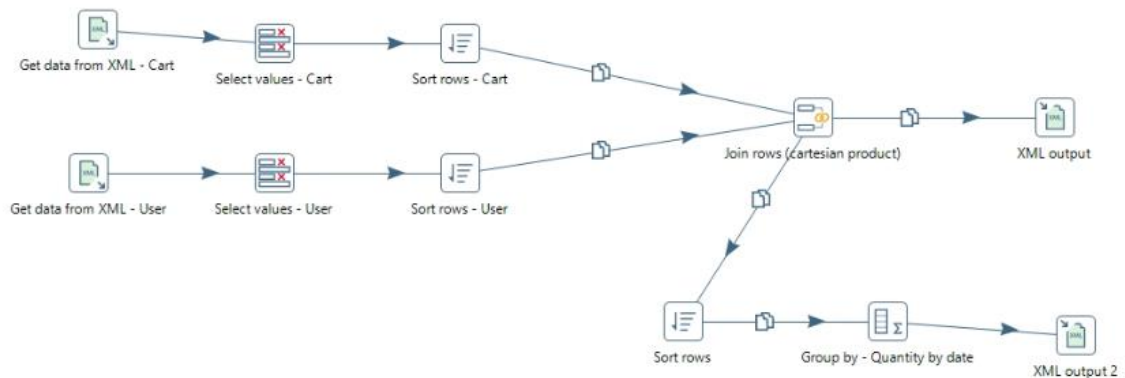 Get data from XML - Cart
Select values - Cart
Sort rows - Cart
Join rows (cartesian product)
XML output
Get data from XML - User
Select values - User
Sort rows - User
Sort rows
Group by - Quantity by date
XML output 2